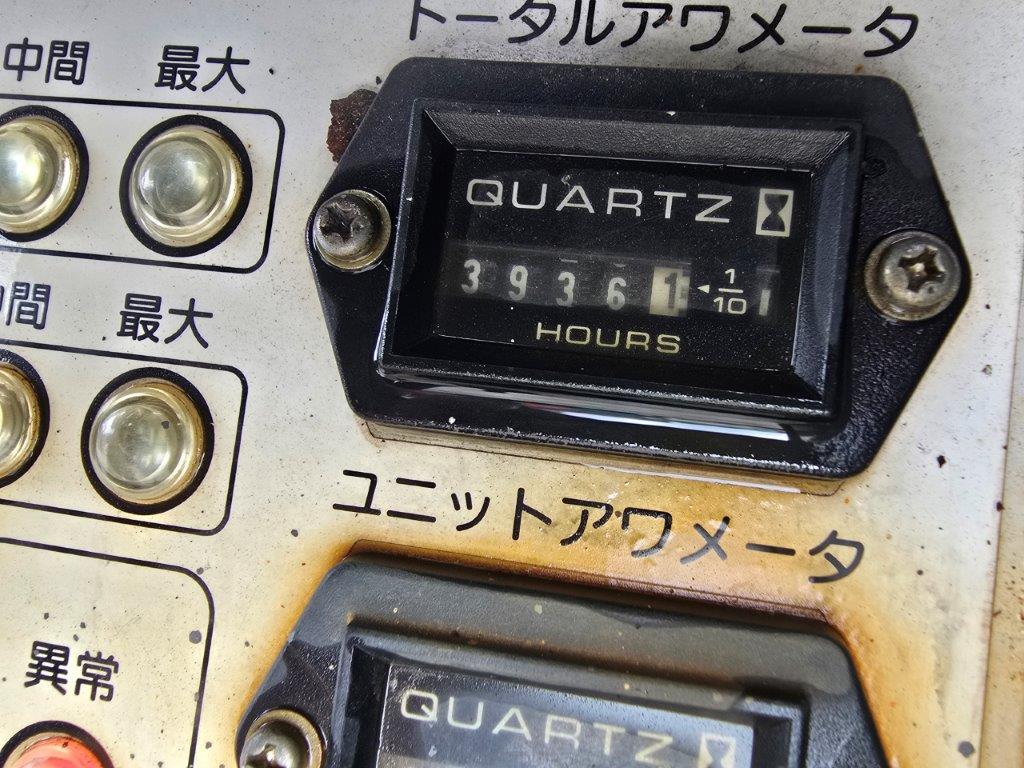 トータルアワメータ
中間 最大
QUARTZ
39361 1/10
HOURS
間 最大
ユニットアワメータ
異常
QUARTZ